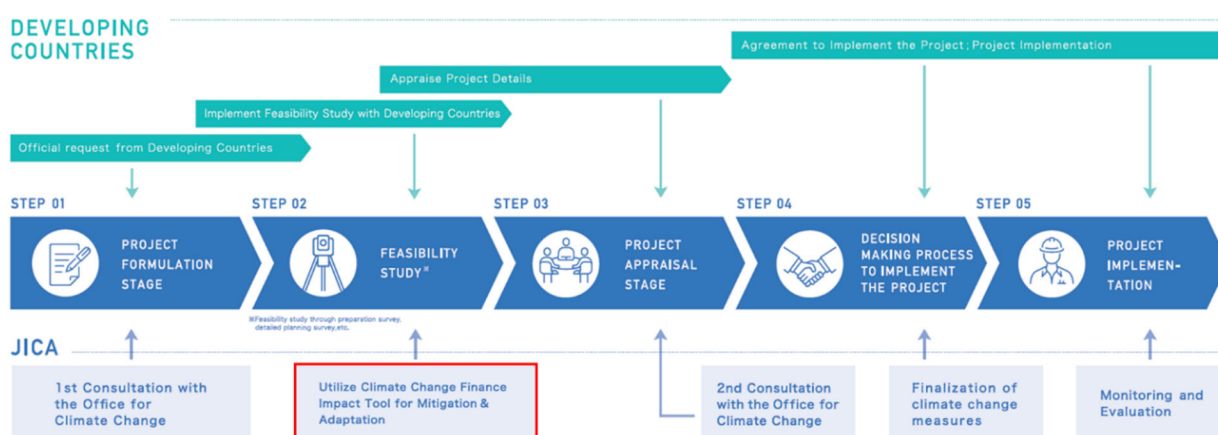 DEVELOPING
COUNTRIES
Agreement to Implement the Project; Project Implementation
Appraise Project Details
Implement Feasibility Study with Developing Countries
Official request from Developing Countries
STEP 01
STEP 02
STEP 03
STEP 04
STEP 05
PROJECT
FORMULATION
STAGE
FEASIBILITY
STUDY※
PROJECT
APPRAISAL
STAGE
DECISION
MAKING PROCESS
TO IMPLEMENT
THE PROJECT
PROJECT
IMPLEMEN-
TATION
※Feasibility study through preparation survey,
detailed planning survey,etc.
JICA
1st Consultation with
the Office for
Climate Change
Utilize Climate Change Finance
Impact Tool for Mitigation &
Adaptation
2nd Consultation
with the Office for
Climate Change
Finalization of
climate change
measures
Monitoring and
Evaluation